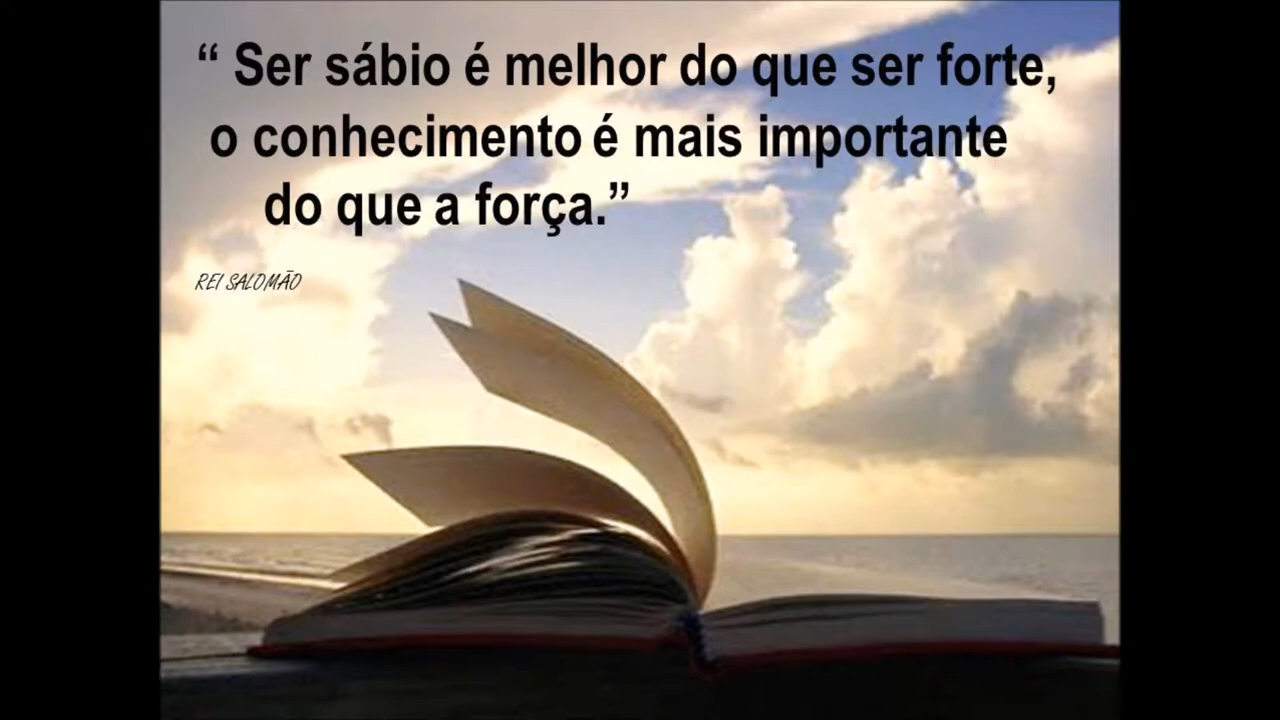 “ Ser sábio é melhor do que ser forte,
o conhecimento é mais importante
do que a força.”
REI SALOMÃO